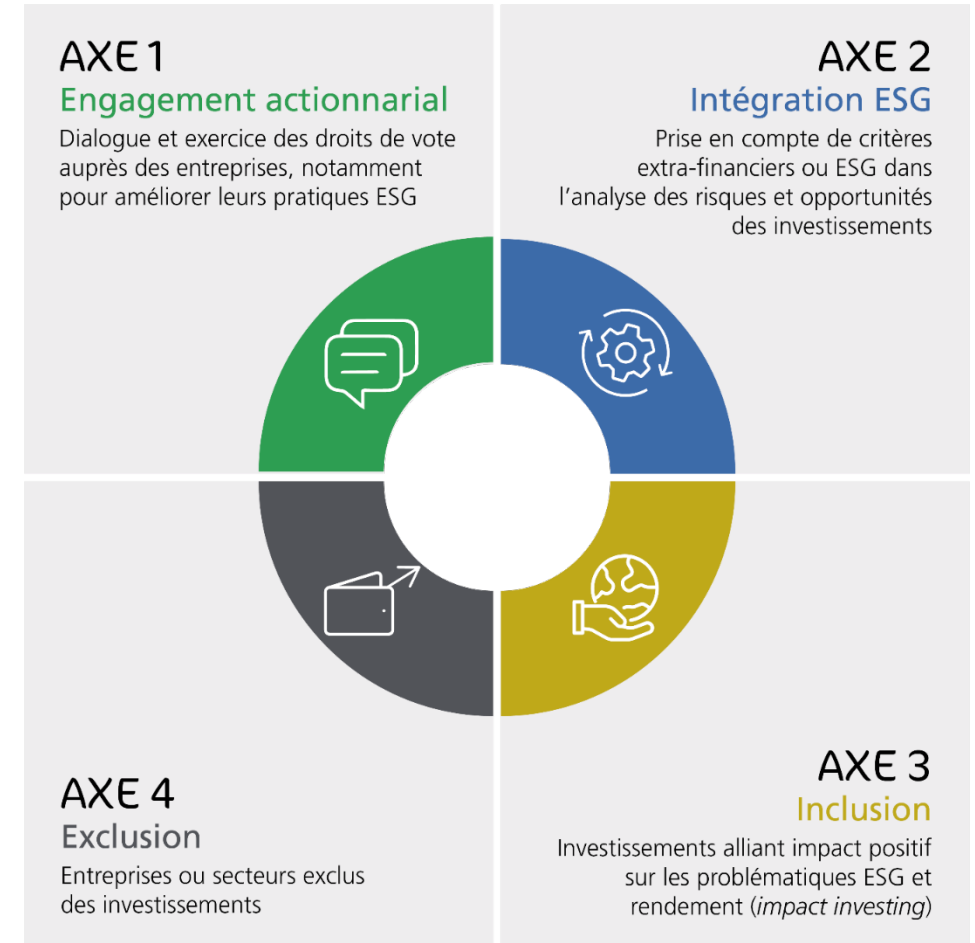 AXE 1
Engagement actionnarial
Dialogue et exercice des droits de vote
auprès des entreprises, notamment
pour améliorer leurs pratiques ESG
AXE 2
Intégration ESG
Prise en compte de critères
extra-financiers ou ESG dans
l’analyse des risques et opportunités
des investissements
AXE 4
Exclusion
Entreprises ou secteurs exclus
des investissements
AXE 3
Inclusion
Investissements alliant impact positif
sur les problématiques ESG et
rendement (impact investing)